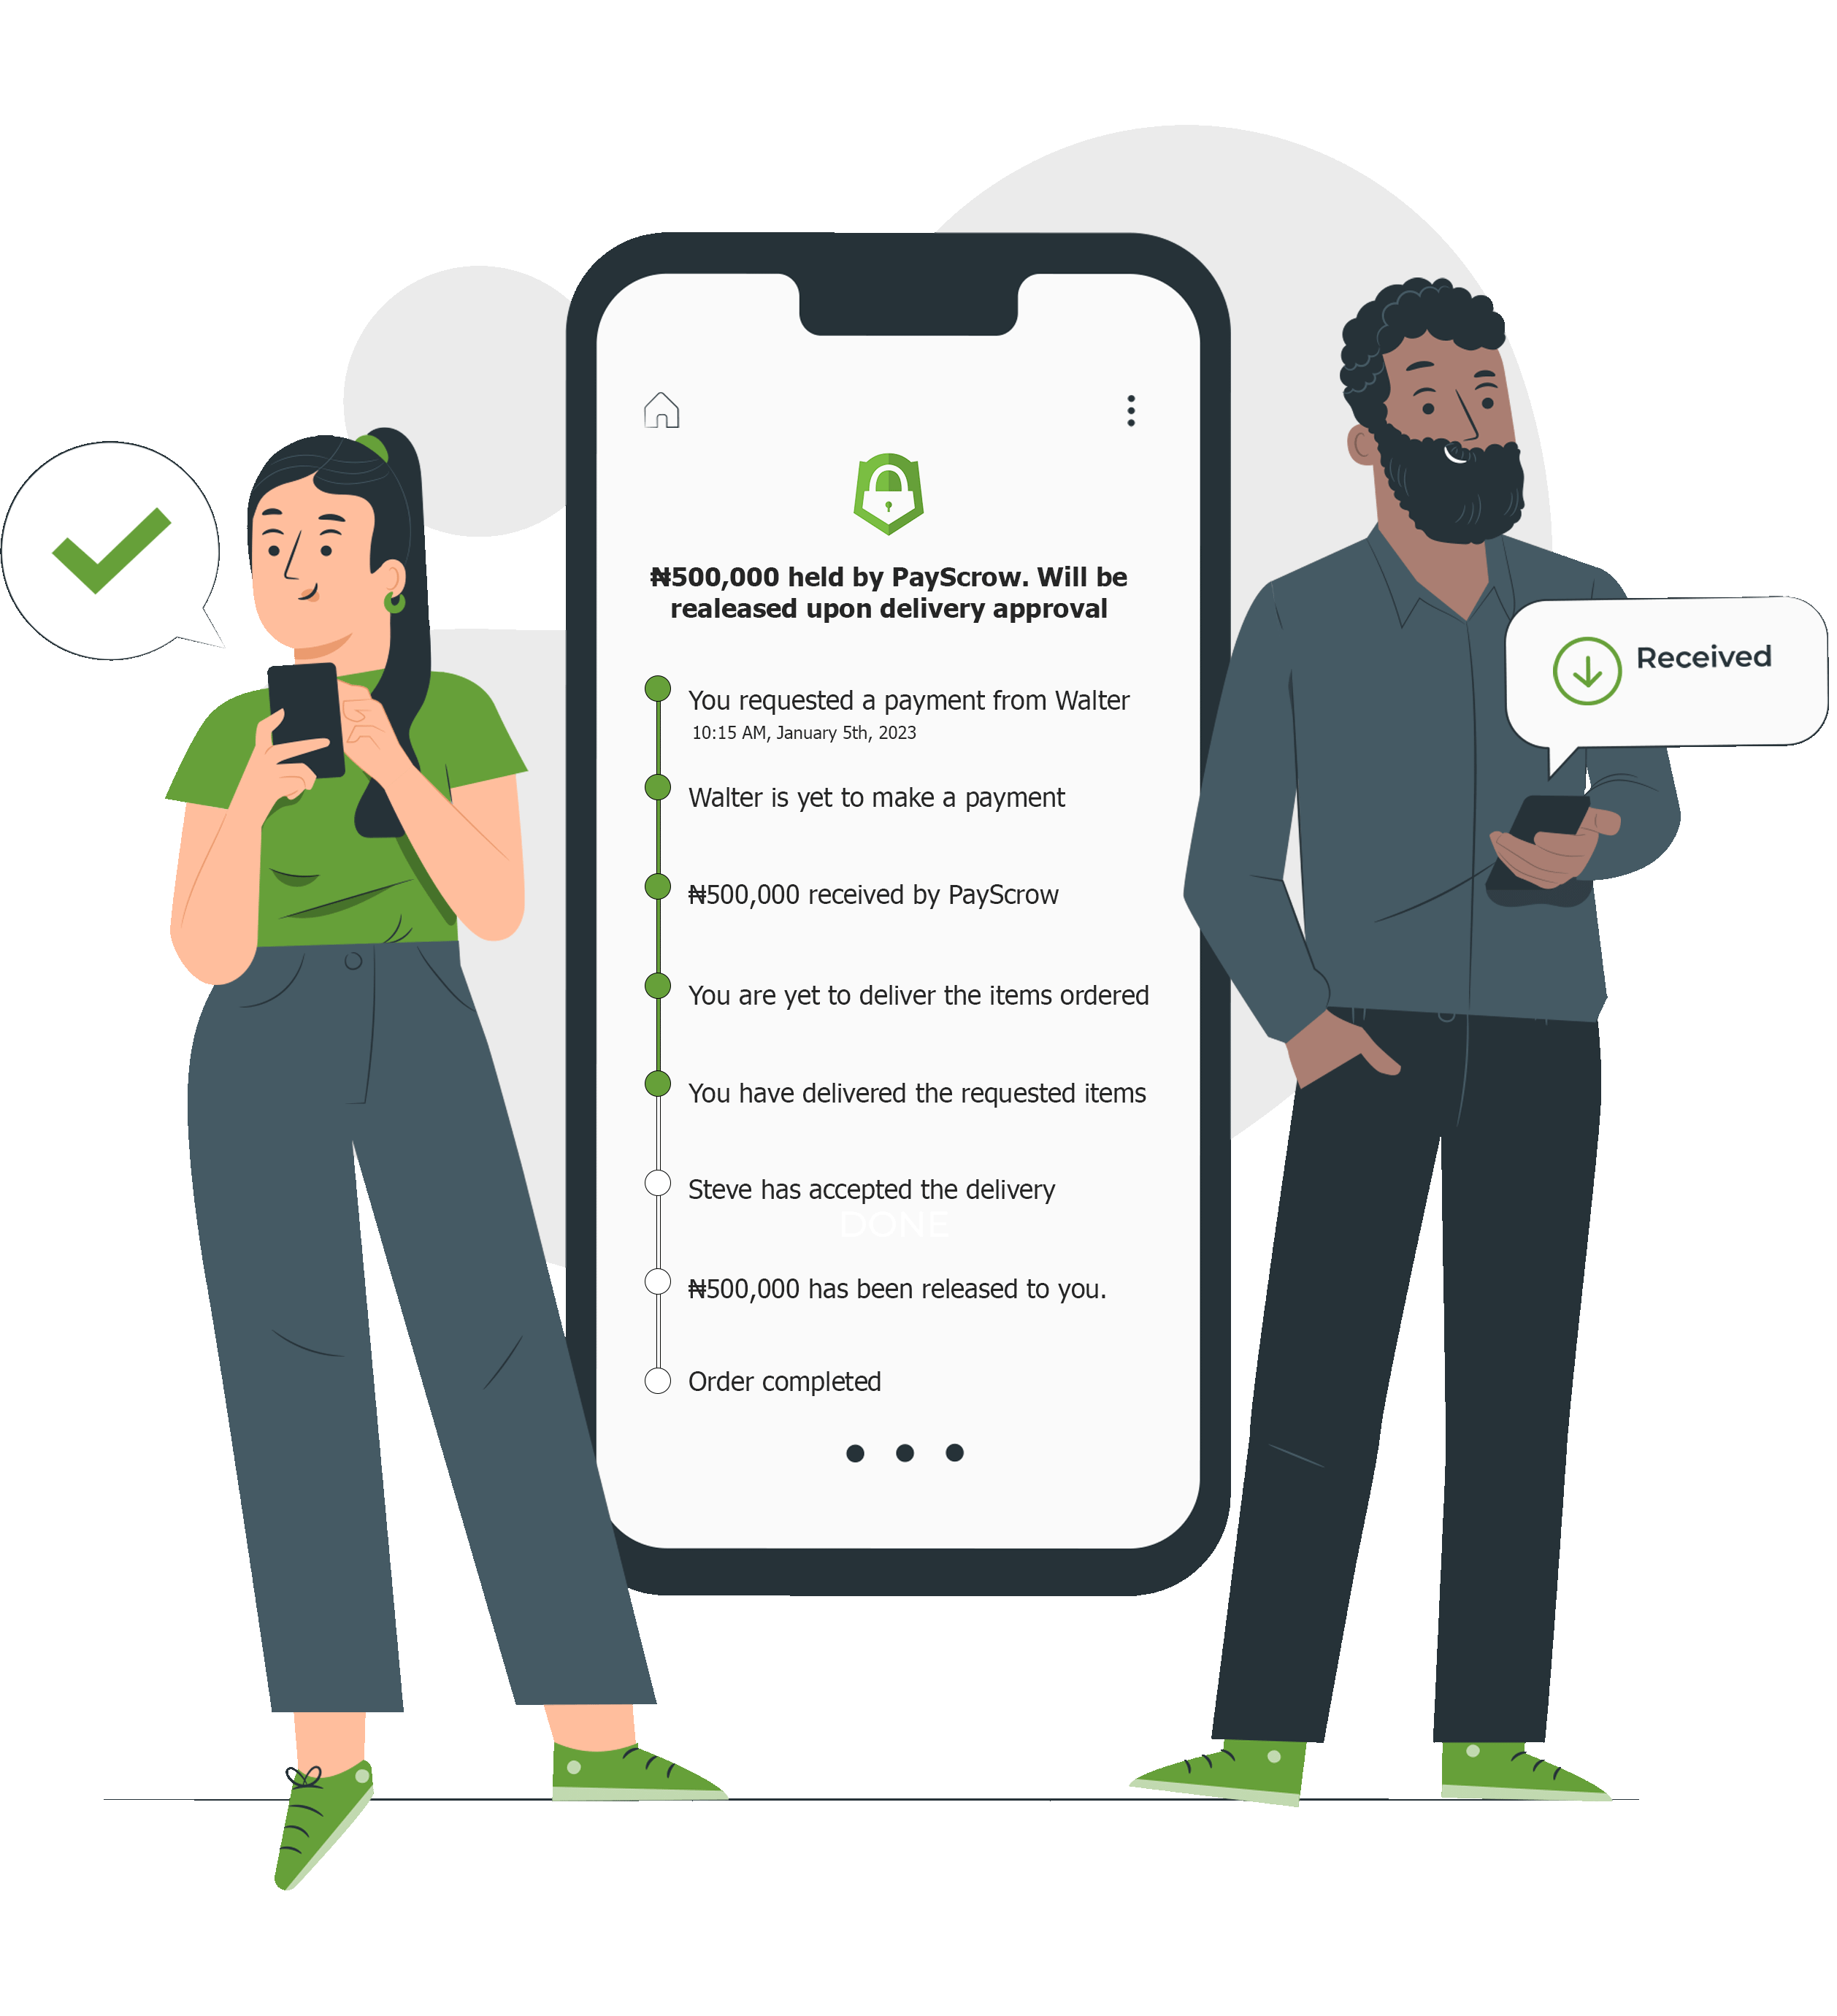 ₦500,000 held by PayScrow. Will be
realeased upon delivery approval
You requested a payment from Walter
10:15 AM, January 5th, 2023
Walter is yet to make a payment
₦500,000 received by PayScrow
You are yet to deliver the items ordered
You have delivered the requested items
Steve has accepted the delivery
DONE
₦500,000 has been released to you.
Order completed
Received